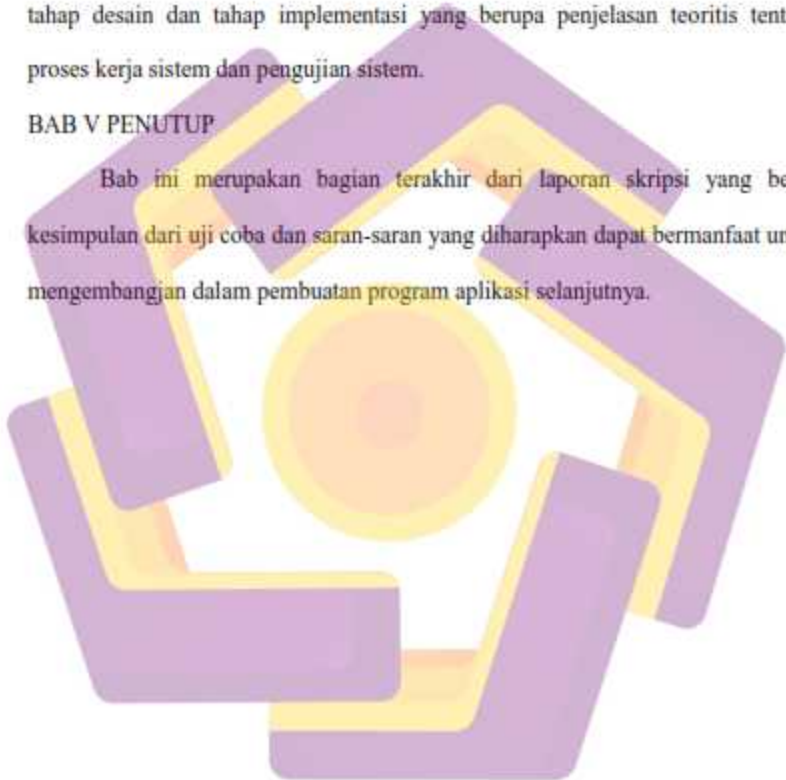 tahap desain dan tahap implementasi yang berupa penjelasan teoritis tent
proses kerja sistem dan pengujian sistem.
BAB V PENUTUP
Bab ini merupakan bagian terakhir dari laporan skripsi yang be
kesimpulan dari uji coba dan saran-saran yang diharapkan dapat bermanfaat un
mengembangjan dalam pembuatan program aplikasi selanjutnya.